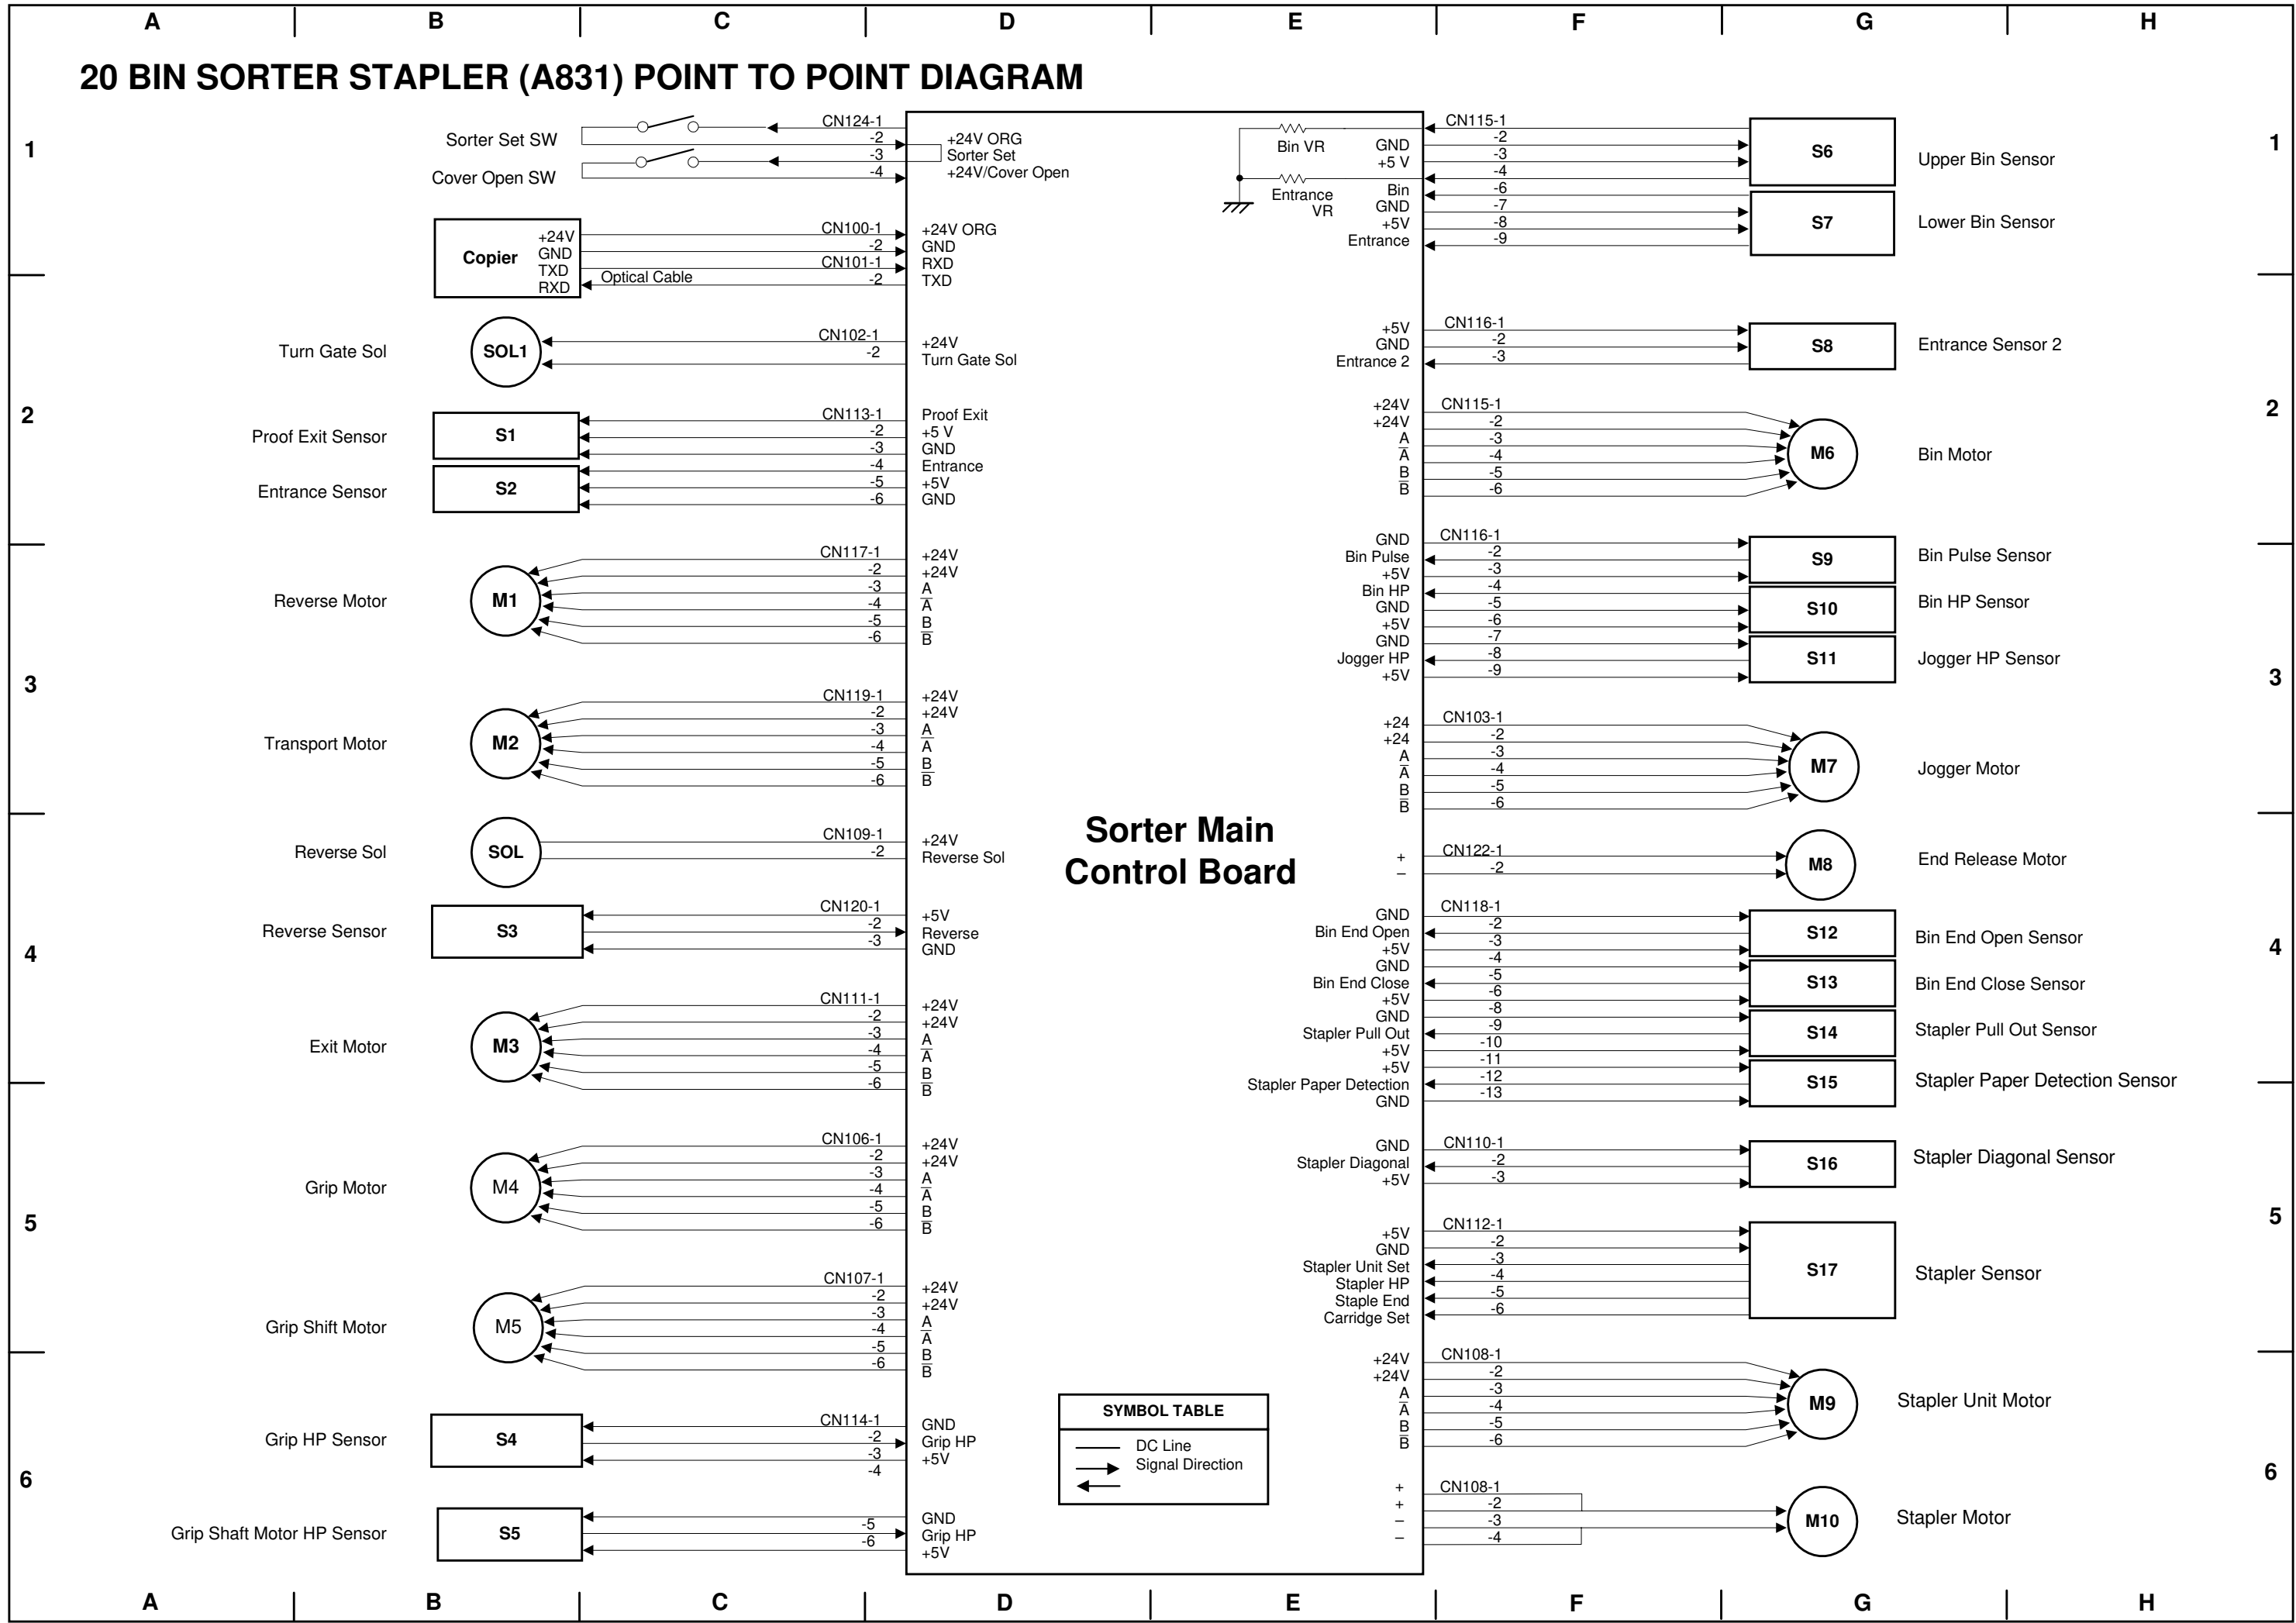 A B C D E F G H
20 BIN SORTER STAPLER (A831) POINT TO POINT DIAGRAM
1
Sorter Set SW
Cover Open SW
CN124-1
-2
-3
-4
+24V ORG
Sorter Set
+24V/Cover Open
Copier
+24V
GND
TXD
RXD
Optical Cable
CN100-1
-2
CN101-1
-2
+24V ORG
GND
RXD
TXD
2
Turn Gate Sol
SOL1
CN102-1
-2
+24V
Turn Gate Sol
Proof Exit Sensor
S1
Entrance Sensor
S2
CN113-1
-2
-3
-4
-5
-6
Proof Exit
+5 V
GND
Entrance
+5V
GND
3
Reverse Motor
M1
CN117-1
-2
-3
-4
-5
-6
+24V
+24V
A
A̅
B
B̅
Transport Motor
M2
CN119-1
-2
-3
-4
-5
-6
+24V
+24V
A
A̅
B
B̅
4
Reverse Sol
SOL
CN109-1
-2
+24V
Reverse Sol
Reverse Sensor
S3
CN120-1
-2
-3
+5V
Reverse
GND
Exit Motor
M3
CN111-1
-2
-3
-4
-5
-6
+24V
+24V
A
A̅
B
B̅
5
Grip Motor
M4
CN106-1
-2
-3
-4
-5
-6
+24V
+24V
A
A̅
B
B̅
Grip Shift Motor
M5
CN107-1
-2
-3
-4
-5
-6
+24V
+24V
A
A̅
B
B̅
6
Grip HP Sensor
S4
CN114-1
-2
-3
-4
GND
Grip HP
+5V
Grip Shaft Motor HP Sensor
S5
-5
-6
GND
Grip HP
+5V
Sorter Main
Control Board
SYMBOL TABLE
DC Line
Signal Direction
Bin VR
Entrance
VR
GND
+5 V
Bin
GND
+5V
Entrance
CN115-1
-2
-3
-4
-6
-7
-8
-9
S6
Upper Bin Sensor
S7
Lower Bin Sensor
1
+5V
GND
Entrance 2
CN116-1
-2
-3
S8
Entrance Sensor 2
+24V
+24V
A
A̅
B
B̅
CN115-1
-2
-3
-4
-5
-6
M6
Bin Motor
2
GND
Bin Pulse
+5V
Bin HP
GND
+5V
GND
Jogger HP
+5V
CN116-1
-2
-3
-4
-5
-6
-7
-8
-9
S9
Bin Pulse Sensor
S10
Bin HP Sensor
S11
Jogger HP Sensor
3
+24
+24
A
A̅
B
B̅
CN103-1
-2
-3
-4
-5
-6
M7
Jogger Motor
+
–
CN122-1
-2
M8
End Release Motor
GND
Bin End Open
+5V
GND
Bin End Close
+5V
GND
Stapler Pull Out
+5V
+5V
Stapler Paper Detection
GND
CN118-1
-2
-3
-4
-5
-6
-8
-9
-10
-11
-12
-13
S12
Bin End Open Sensor
S13
Bin End Close Sensor
S14
Stapler Pull Out Sensor
S15
Stapler Paper Detection Sensor
4
GND
Stapler Diagonal
+5V
CN110-1
-2
-3
S16
Stapler Diagonal Sensor
+5V
GND
Stapler Unit Set
Stapler HP
Staple End
Carridge Set
CN112-1
-2
-3
-4
-5
-6
S17
Stapler Sensor
5
+24V
+24V
A
A̅
B
B̅
CN108-1
-2
-3
-4
-5
-6
M9
Stapler Unit Motor
+
+
–
–
CN108-1
-2
-3
-4
M10
Stapler Motor
6
A B C D E F G H